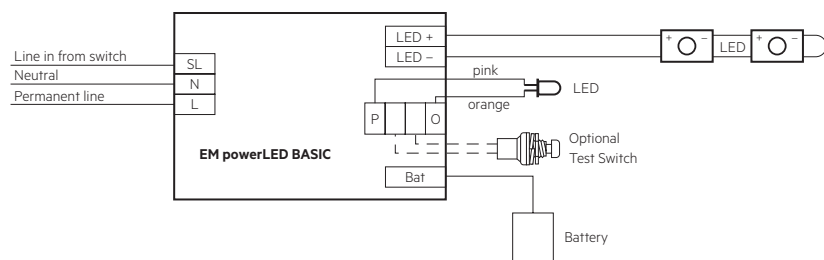 LED +
LED –
+ –
LED
+ –
Line in from switch
SL
Neutral
N
Permanent line
L
pink
LED
orange
P
O
EM powerLED BASIC
Optional
Test Switch
Bat
Battery